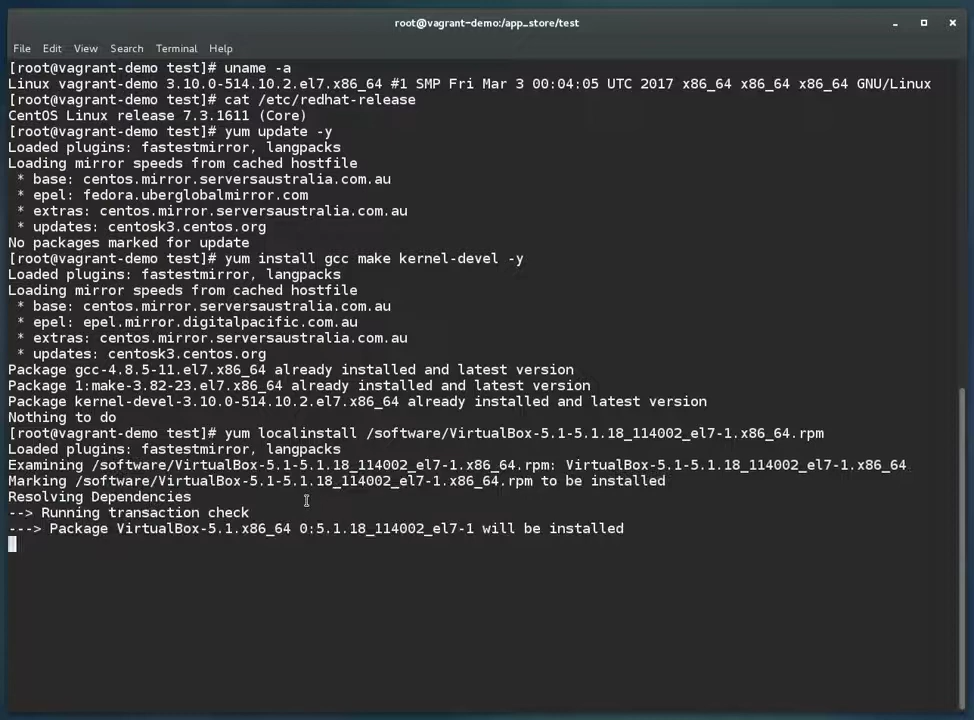 root@vagrant-demo:/app_store/test
File Edit View Search Terminal Help
[root@vagrant-demo test]# uname -a
Linux vagrant-demo 3.10.0-514.10.2.el7.x86_64 #1 SMP Fri Mar 3 00:04:05 UTC 2017 x86_64 x86_64 x86_64 GNU/Linux
[root@vagrant-demo test]# cat /etc/redhat-release
CentOS Linux release 7.3.1611 (Core)
[root@vagrant-demo test]# yum update -y
Loaded plugins: fastestmirror, langpacks
Loading mirror speeds from cached hostfile
 * base: centos.mirror.serversaustralia.com.au
 * epel: fedora.uberglobalmirror.com
 * extras: centos.mirror.serversaustralia.com.au
 * updates: centosk3.centos.org
No packages marked for update
[root@vagrant-demo test]# yum install gcc make kernel-devel -y
Loaded plugins: fastestmirror, langpacks
Loading mirror speeds from cached hostfile
 * base: centos.mirror.serversaustralia.com.au
 * epel: epel.mirror.digitalpacific.com.au
 * extras: centos.mirror.serversaustralia.com.au
 * updates: centosk3.centos.org
Package gcc-4.8.5-11.el7.x86_64 already installed and latest version
Package 1:make-3.82-23.el7.x86_64 already installed and latest version
Package kernel-devel-3.10.0-514.10.2.el7.x86_64 already installed and latest version
Nothing to do
[root@vagrant-demo test]# yum localinstall /software/VirtualBox-5.1-5.1.18_114002_el7-1.x86_64.rpm
Loaded plugins: fastestmirror, langpacks
Examining /software/VirtualBox-5.1-5.1.18_114002_el7-1.x86_64.rpm: VirtualBox-5.1-5.1.18_114002_el7-1.x86_64
Marking /software/VirtualBox-5.1-5.1.18_114002_el7-1.x86_64.rpm to be installed
Resolving Dependencies
--> Running transaction check
---> Package VirtualBox-5.1.x86_64 0:5.1.18_114002_el7-1 will be installed